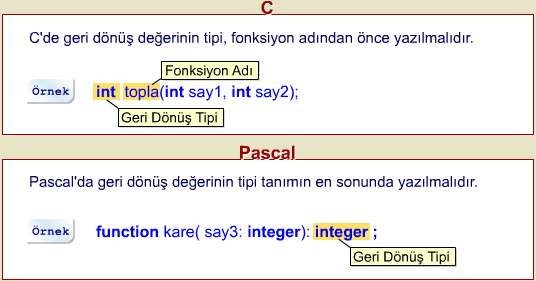 C
C'de geri dönüş değerinin tipi, fonksiyon adından önce yazılmalıdır.
Fonksiyon Adı
Örnek
int topla(int say1, int say2);
Geri Dönüş Tipi
Pascal
Pascal'da geri dönüş değerinin tipi tanımın en sonunda yazılmalıdır.
Örnek
function kare( say3: integer): integer ;
Geri Dönüş Tipi